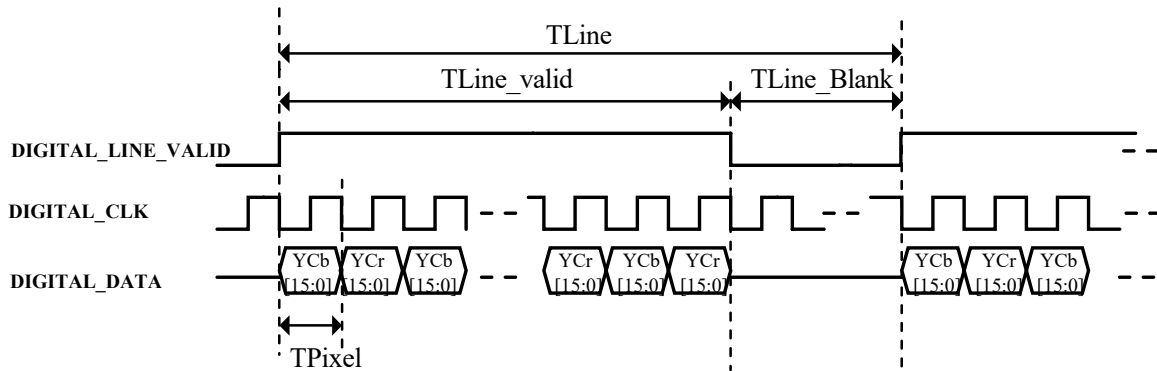 TLine
TLine_valid TLine_Blank
DIGITAL_LINE_VALID
DIGITAL_CLK
DIGITAL_DATA
YCb YCr YCb YCr YCb YCr YCb YCr YCb
[15:0] [15:0] [15:0] [15:0] [15:0] [15:0] [15:0] [15:0] [15:0]
TPixel